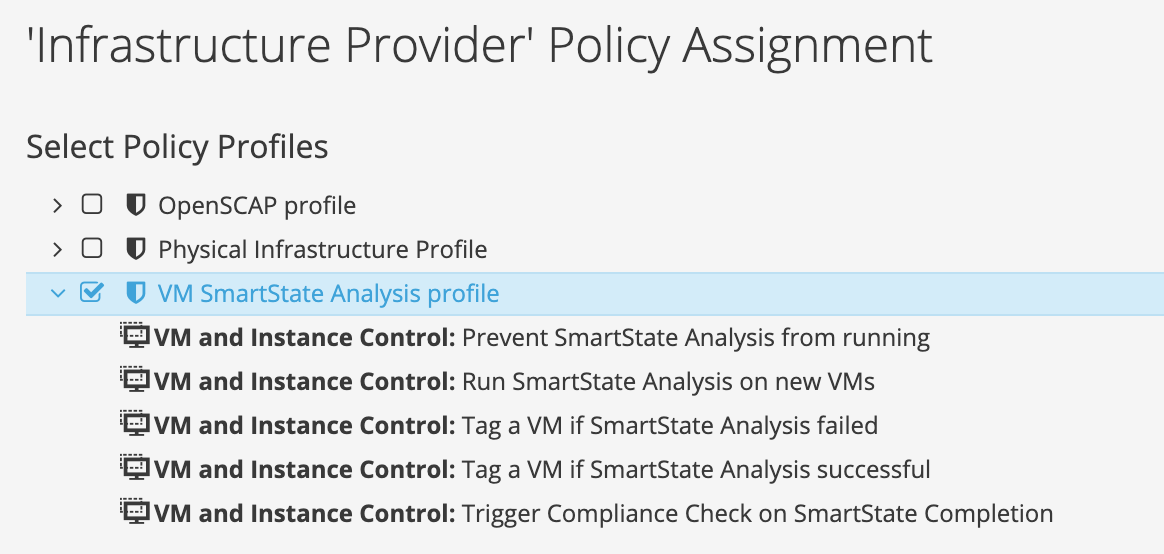 'Infrastructure Provider' Policy Assignment
Select Policy Profiles
OpenSCAP profile
Physical Infrastructure Profile
VM SmartState Analysis profile
VM and Instance Control: Prevent SmartState Analysis from running
VM and Instance Control: Run SmartState Analysis on new VMs
VM and Instance Control: Tag a VM if SmartState Analysis failed
VM and Instance Control: Tag a VM if SmartState Analysis successful
VM and Instance Control: Trigger Compliance Check on SmartState Completion